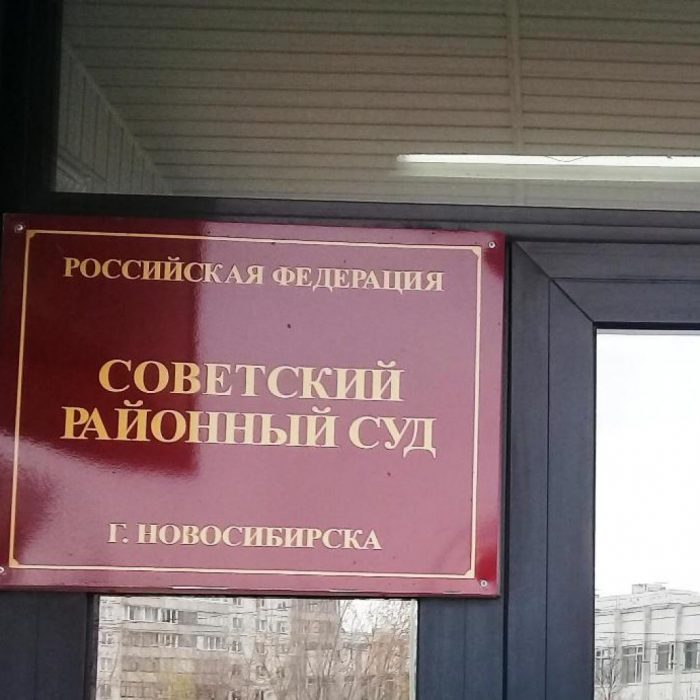 РОССИЙСКАЯ ФЕДЕРАЦИЯ
СОВЕТСКИЙ
РАЙОННЫЙ СУД
Г. НОВОСИБИРСКА